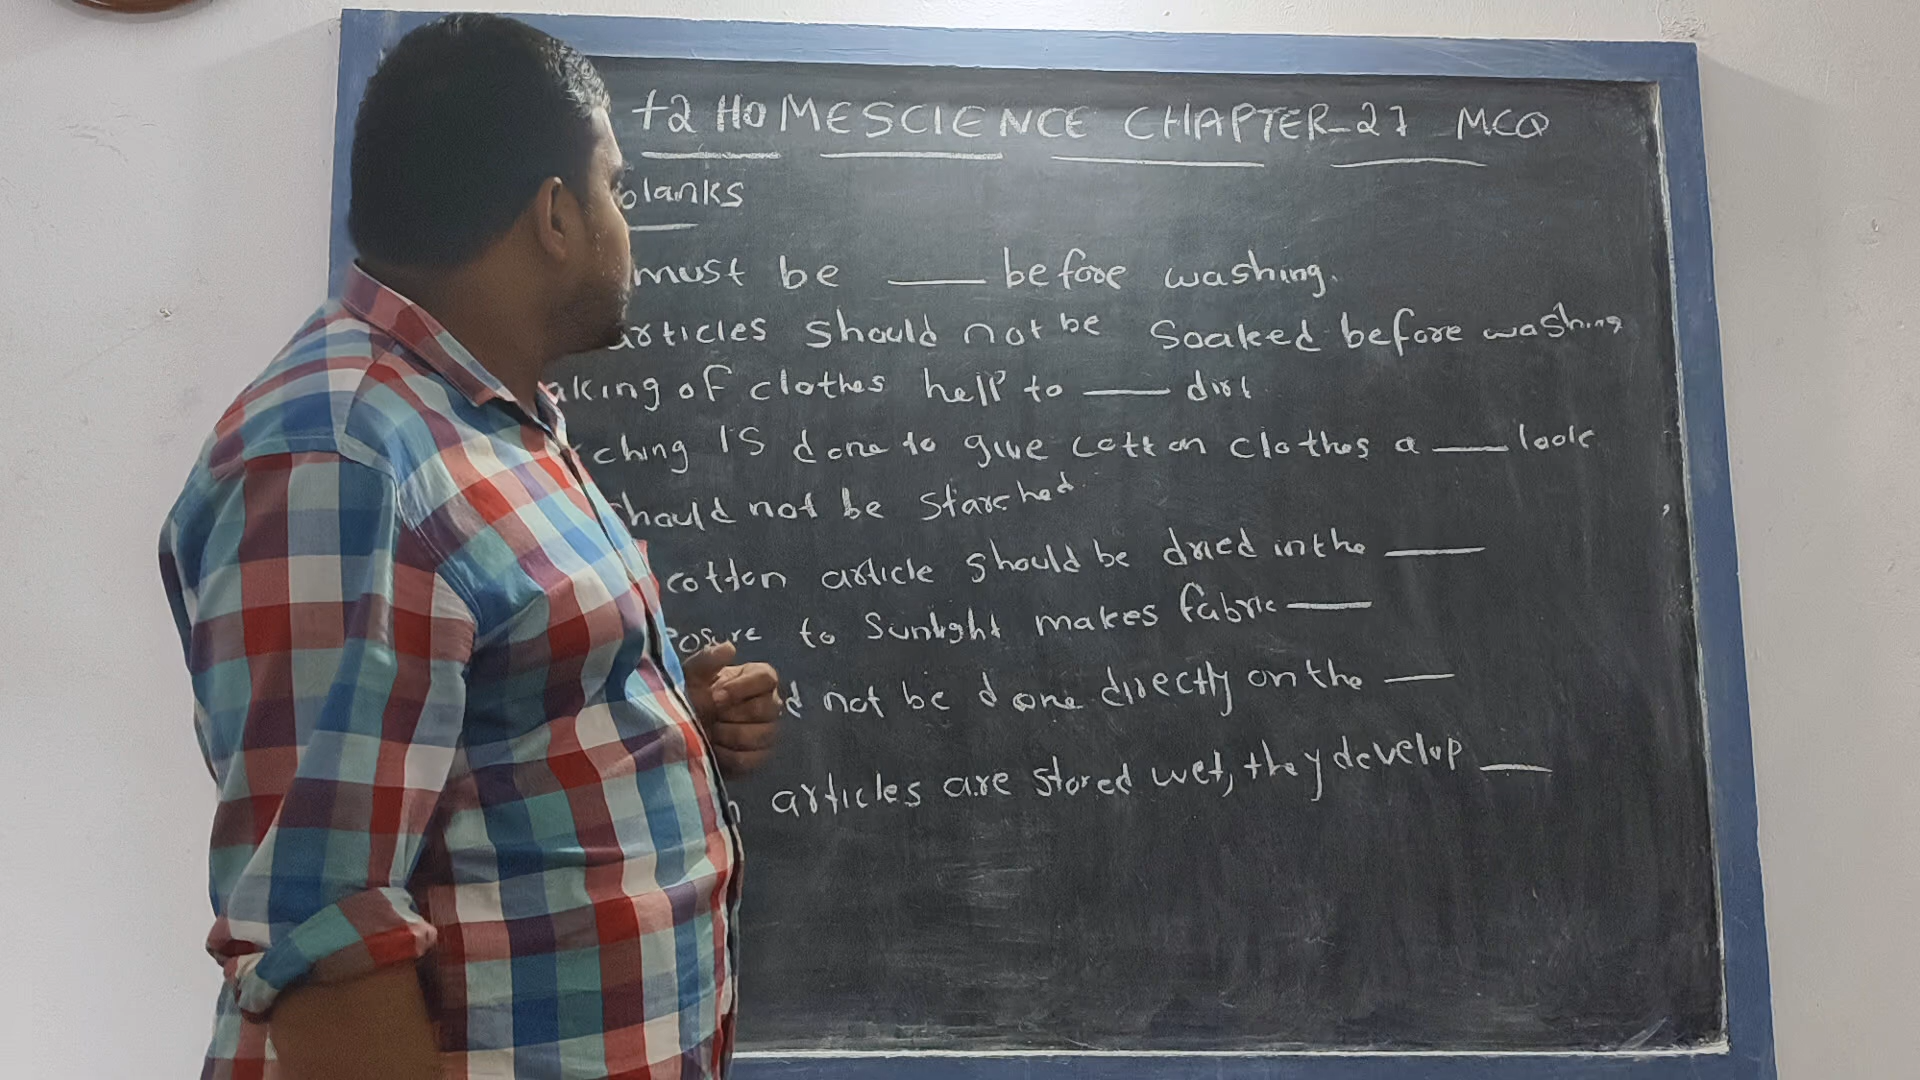 +2 HOMESCIENCE CHAPTER-27 MCQ
blanks
must be ___ before washing.
articles should not be soaked before washing
aking of clothes help to ___ dirt
ching IS done to give cotton clothes a ___ look
hould not be starched
cotton article should be dried in the ___
posure to sunlight makes fabric ___
d not be done directly on the ___
articles are stored wet, they develop ___